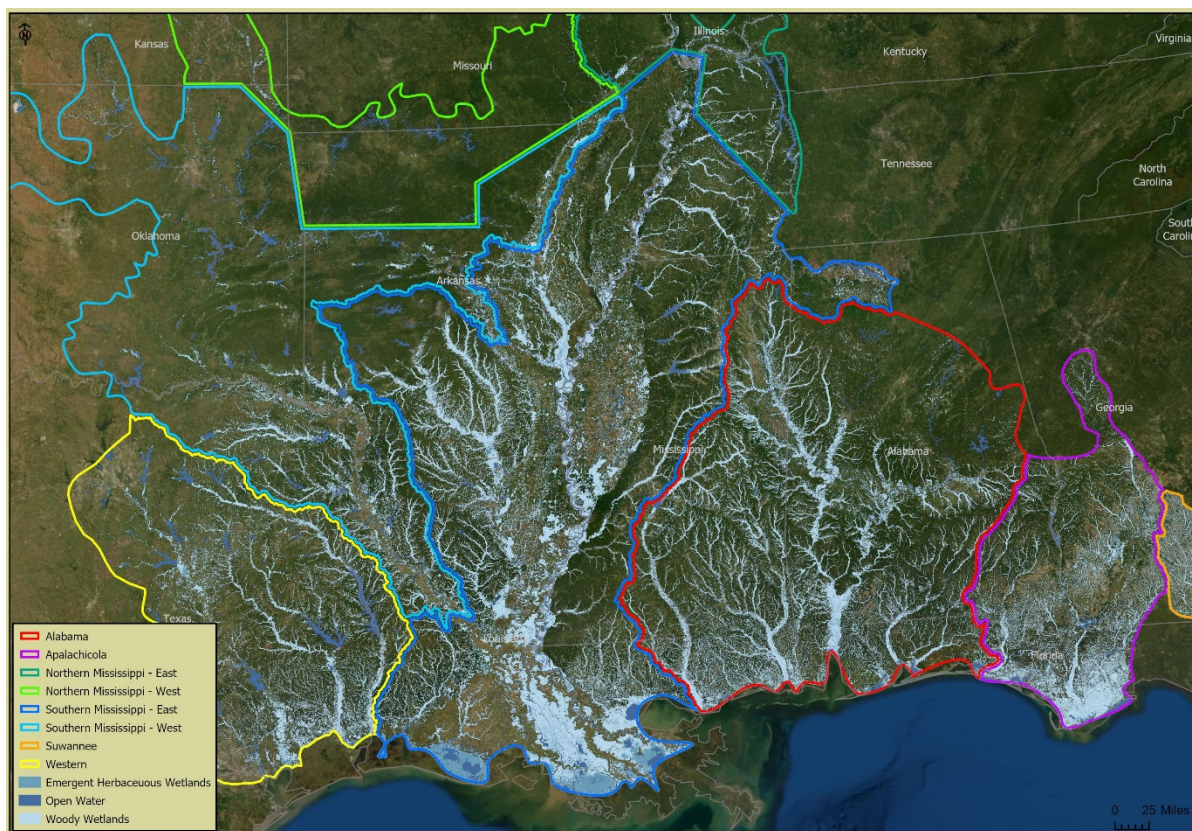 N
Kansas
Missouri
Illinois
Kentucky
Virginia
Tennessee
North
Carolina
South
Carolin
Oklahoma
Arkansas
Georgia
Mississippi
Alabama
Texas
Louisian
Florida
Alabama
Apalachicola
Northern Mississippi - East
Northern Mississippi - West
Southern Mississippi - East
Southern Mississippi - West
Suwannee
Western
Emergent Herbaceuous Wetlands
Open Water
Woody Wetlands
0 25 Miles